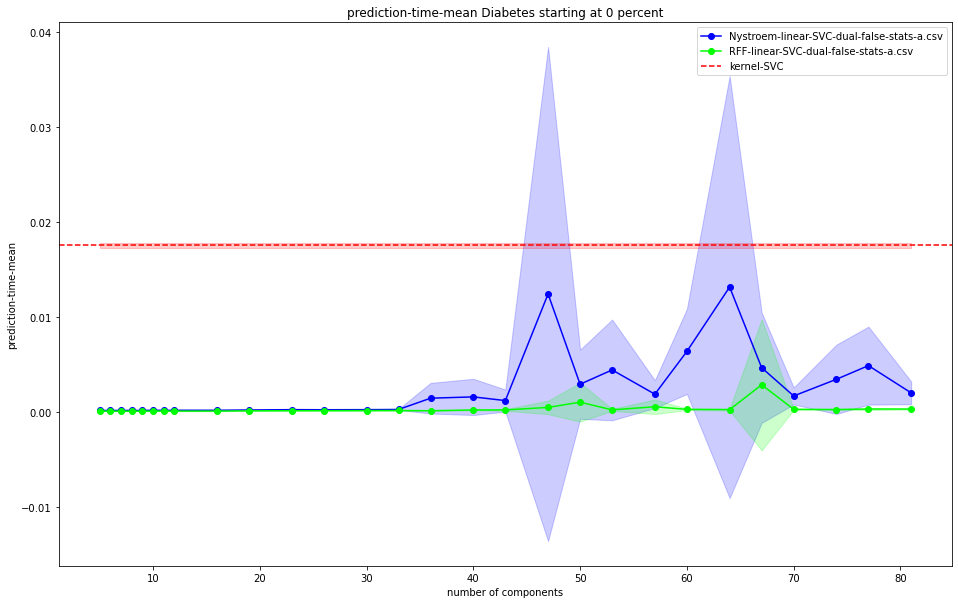 prediction-time-mean Diabetes starting at 0 percent
Nystroem-linear-SVC-dual-false-stats-a.csv
RFF-linear-SVC-dual-false-stats-a.csv
kernel-SVC
prediction-time-mean
0.04
0.03
0.02
0.01
0.00
−0.01
10 20 30 40 50 60 70 80
number of components